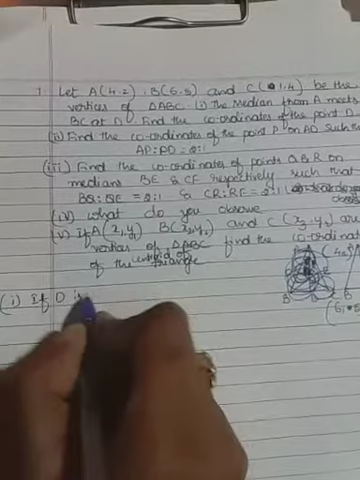 1. Let A(4,2), B(6,5) and C(1,4) be the
vertices of ΔABC. (i) The Median from A meets
BC at D. Find the co-ordinates of the point D.
(ii) Find the co-ordinates of the point P on AD such tha
AP:PD = 2:1
(iii) Find the co-ordinates of points Q & R on
medians BE & CF respectively such that
BQ:QE = 2:1 & CR:RF = 2:1
(iv) What do you observe
(v) If A(x₁,y₁) B(x₂,y₂) and C(x₃,y₃) are
vertices of ΔABC find the co-ordinat
of the centroid of triangle
A
B D
B
(6,5
(i) If D is